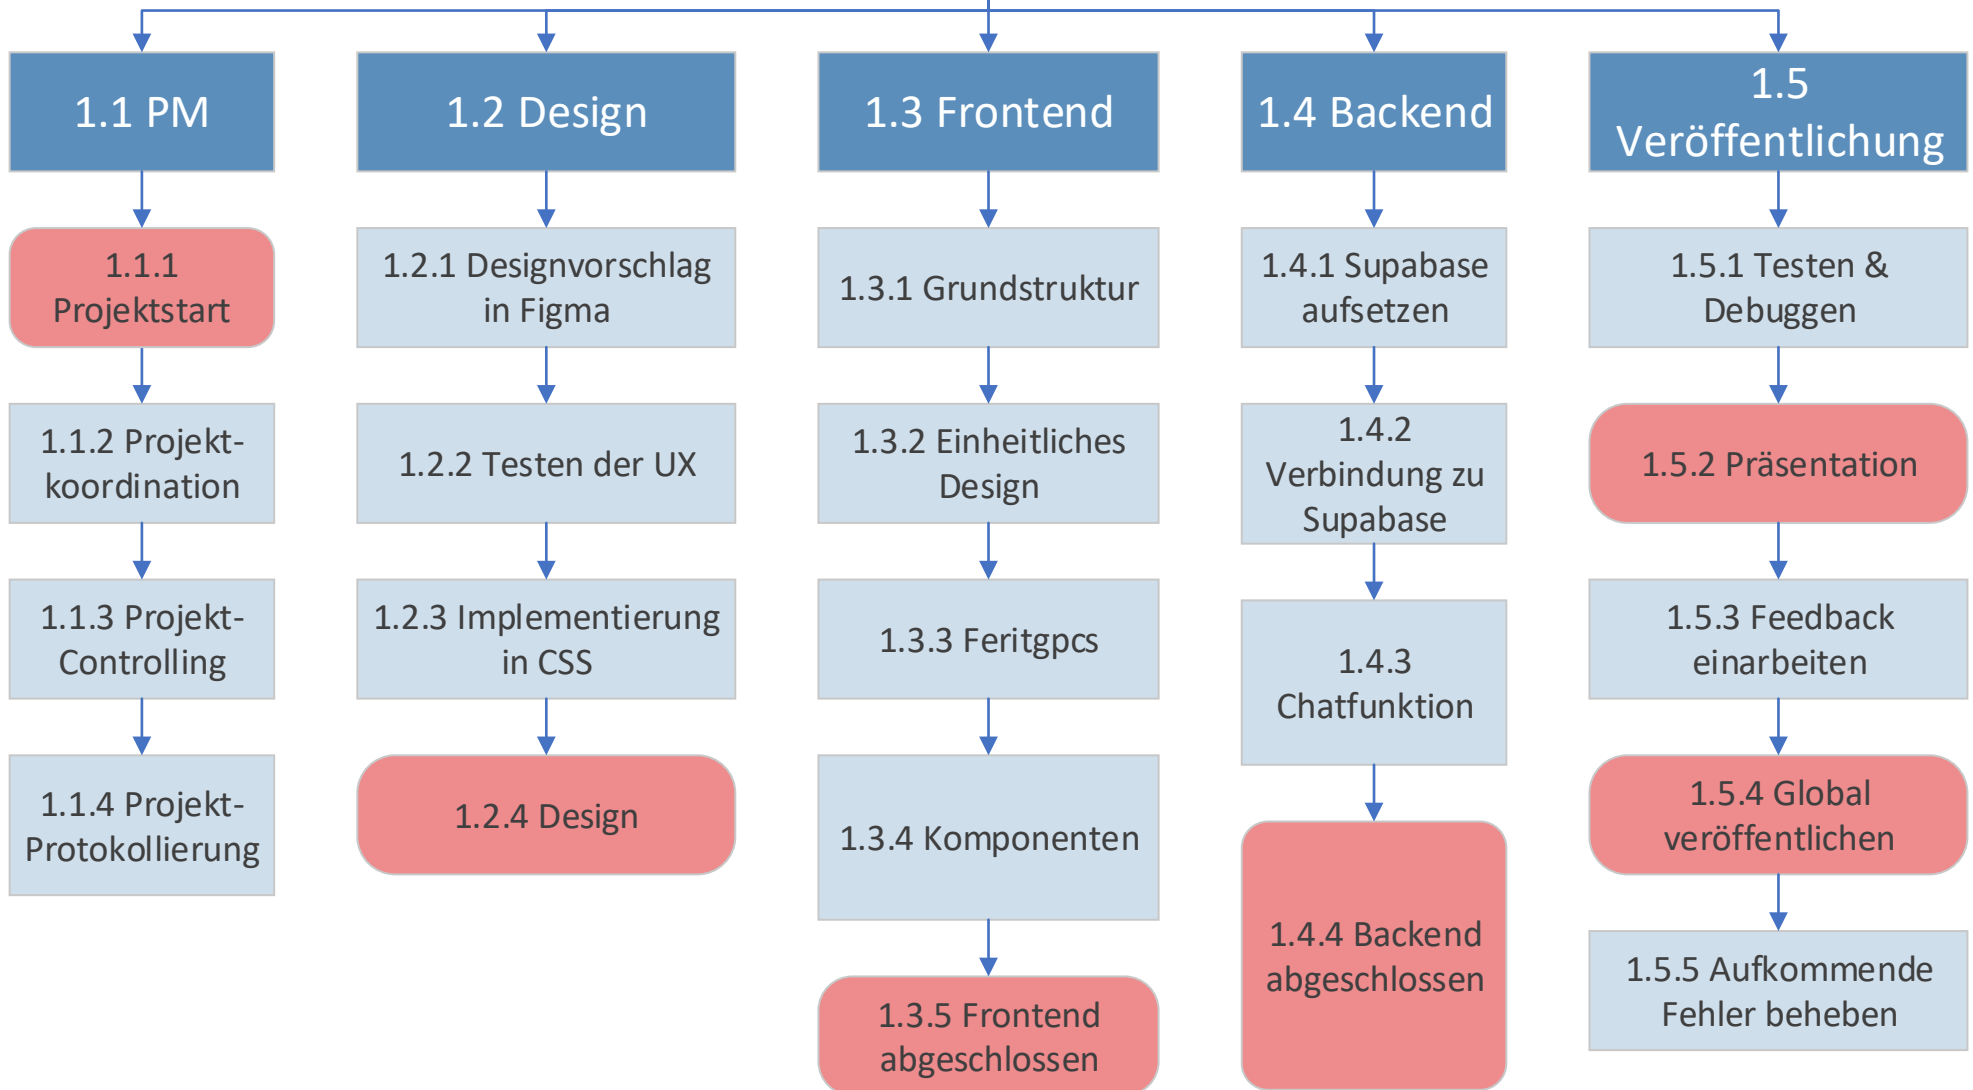 1.1 PM
1.1.1
Projektstart
1.1.2 Projekt-
koordination
1.1.3 Projekt-
Controlling
1.1.4 Projekt-
Protokollierung
1.2 Design
1.2.1 Designvorschlag
in Figma
1.2.2 Testen der UX
1.2.3 Implementierung
in CSS
1.2.4 Design
1.3 Frontend
1.3.1 Grundstruktur
1.3.2 Einheitliches
Design
1.3.3 Feritgpcs
1.3.4 Komponenten
1.3.5 Frontend
abgeschlossen
1.4 Backend
1.4.1 Supabase
aufsetzen
1.4.2
Verbindung zu
Supabase
1.4.3
Chatfunktion
1.4.4 Backend
abgeschlossen
1.5
Veröffentlichung
1.5.1 Testen &
Debuggen
1.5.2 Präsentation
1.5.3 Feedback
einarbeiten
1.5.4 Global
veröffentlichen
1.5.5 Aufkommende
Fehler beheben